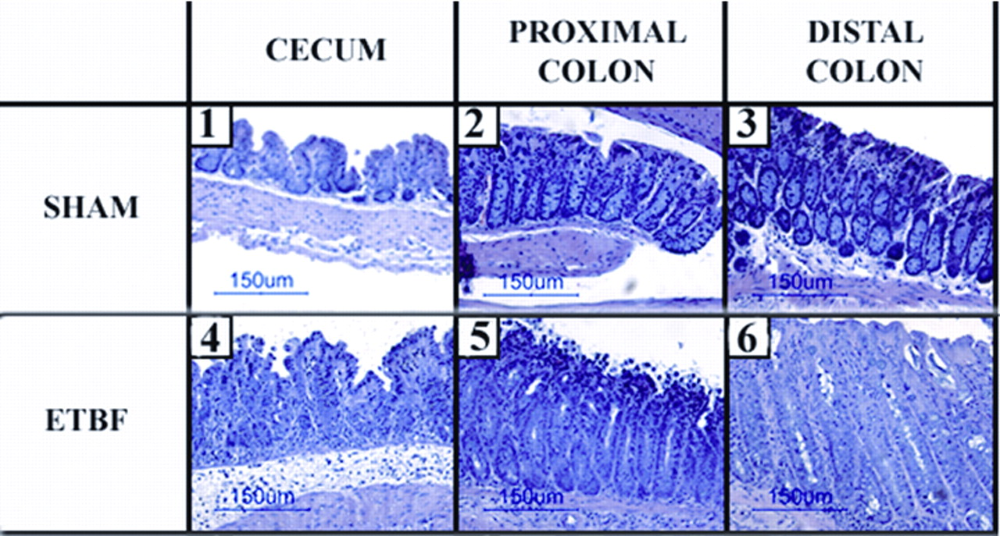 CECUM
PROXIMAL
COLON
DISTAL
COLON
SHAM
1
150um
2
150um
3
150um
ETBF
4
150um
5
150um
6
150um